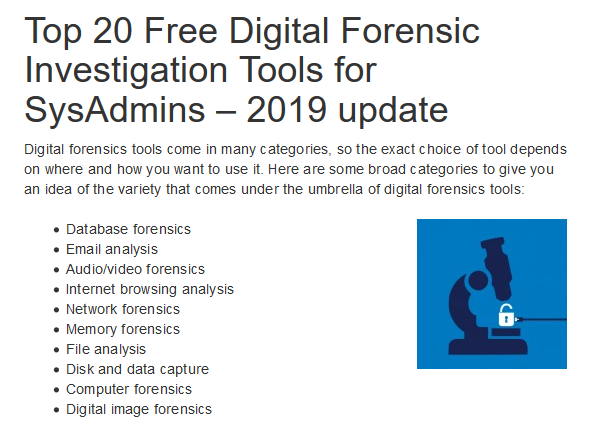 Top 20 Free Digital Forensic
Investigation Tools for
SysAdmins – 2019 update
Digital forensics tools come in many categories, so the exact choice of tool depends
on where and how you want to use it. Here are some broad categories to give you
an idea of the variety that comes under the umbrella of digital forensics tools:
• Database forensics
• Email analysis
• Audio/video forensics
• Internet browsing analysis
• Network forensics
• Memory forensics
• File analysis
• Disk and data capture
• Computer forensics
• Digital image forensics